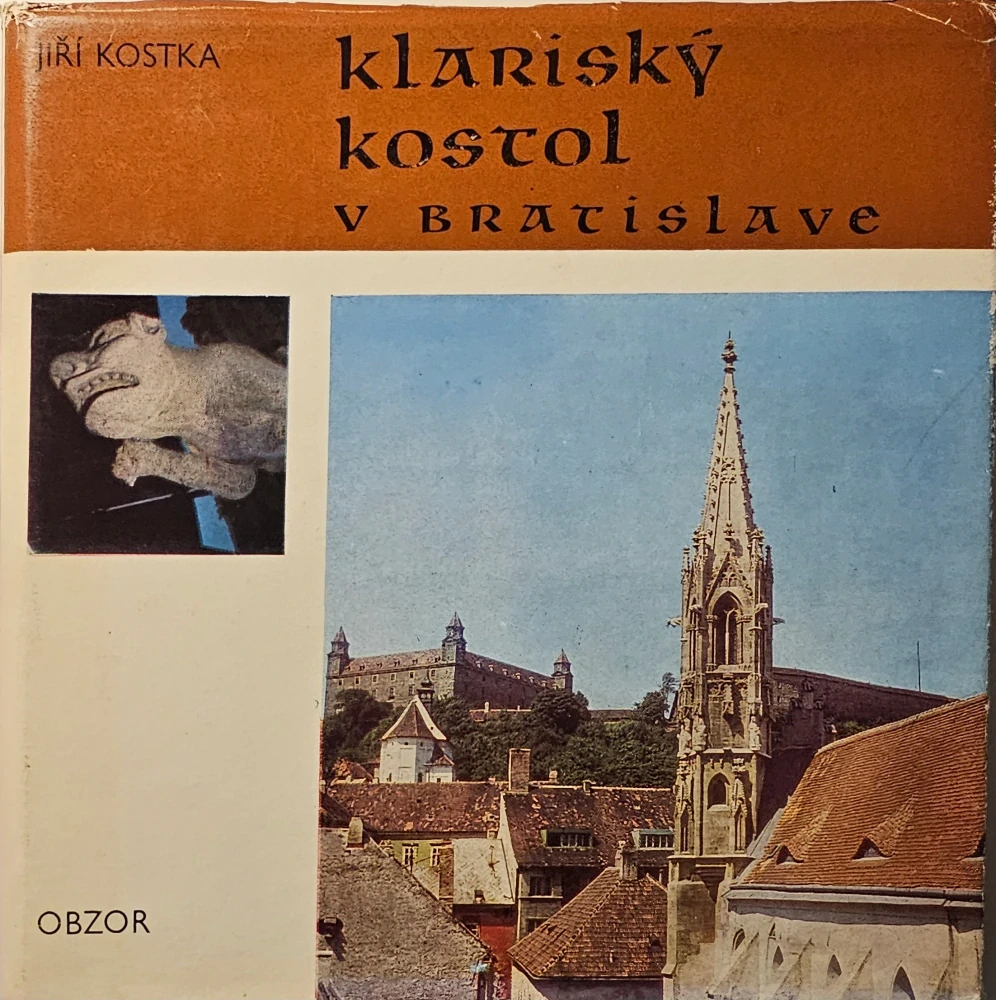 JIŘÍ KOSTKA
klariský
kostol
v BRatislave
OBZOR